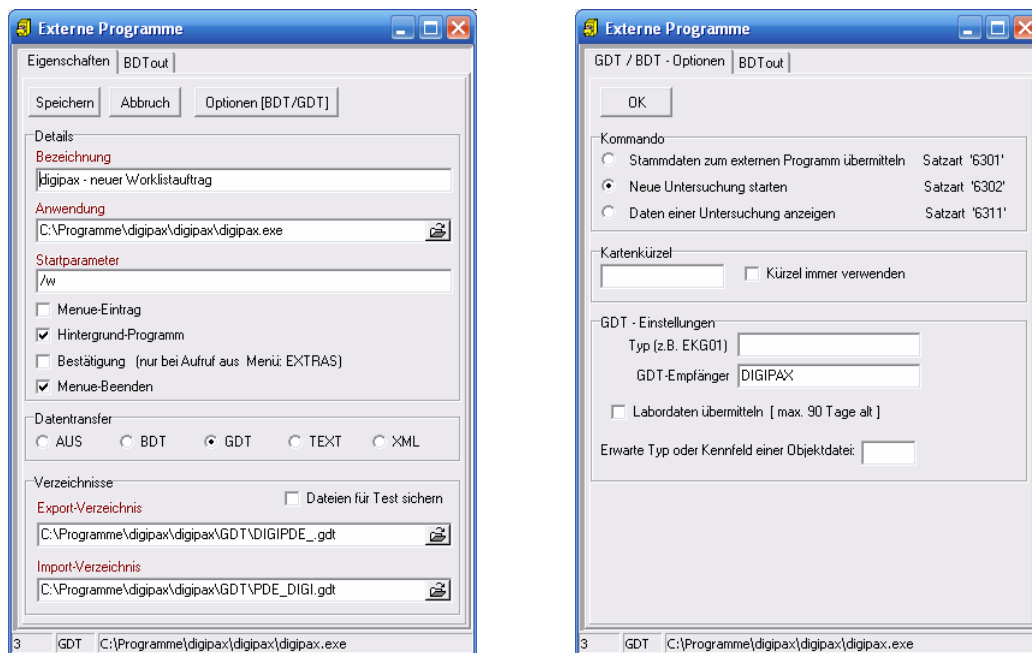 Externe Programme
Eigenschaften BDTout
Speichern Abbruch Optionen [BDT/GDT]
Details
Bezeichnung
digipax - neuer Worklistauftrag
Anwendung
C:\Programme\digipax\digipax\digipax.exe
Startparameter
/w
Menue-Eintrag
Hintergrund-Programm
Bestätigung (nur bei Aufruf aus Menü: EXTRAS)
Menue-Beenden
Datentransfer
AUS BDT GDT TEXT XML
Verzeichnisse
Dateien für Test sichern
Export-Verzeichnis
C:\Programme\digipax\digipax\GDT\DIGIPDE_.gdt
Import-Verzeichnis
C:\Programme\digipax\digipax\GDT\PDE_DIGI.gdt
3 GDT C:\Programme\digipax\digipax\digipax.exe
Externe Programme
GDT / BDT - Optionen BDTout
OK
Kommando
Stammdaten zum externen Programm übermitteln Satzart '6301'
Neue Untersuchung starten Satzart '6302'
Daten einer Untersuchung anzeigen Satzart '6311'
Kartenkürzel
Kürzel immer verwenden
GDT - Einstellungen
Typ (z.B. EKG01)
GDT-Empfänger DIGIPAX
Labordaten übermitteln [ max. 90 Tage alt ]
Erwarte Typ oder Kennfeld einer Objektdatei:
3 GDT C:\Programme\digipax\digipax\digipax.exe